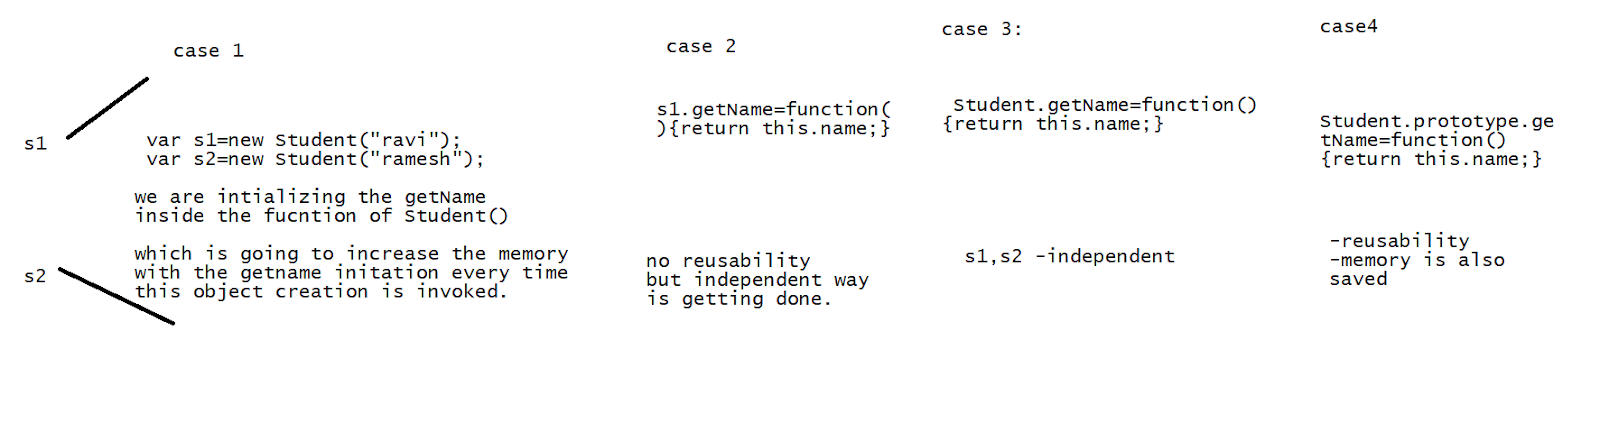 case 1
s1
var s1=new Student("ravi");
var s2=new Student("ramesh");
we are intializing the getName
inside the fucntion of Student()
which is going to increase the memory
with the getname initation every time
this object creation is invoked.
s2
case 2
s1.getName=function(
){return this.name;}
no reusability
but independent way
is getting done.
case 3:
Student.getName=function()
{return this.name;}
s1,s2 -independent
case4
Student.prototype.ge
tName=function()
{return this.name;}
-reusability
-memory is also
saved